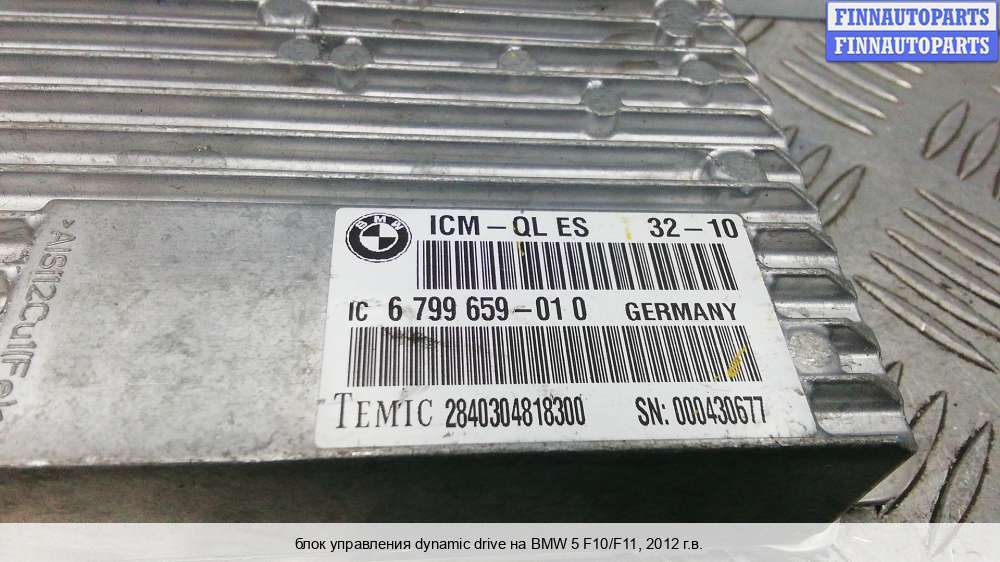 FINNAUTOPARTS
FINNAUTOPARTS
BMW
ICM-QL ES 32-10
IC 6 799 659-01 0 GERMANY
TEMIC 2840304818300 SN: 000430677
блок управления dynamic drive на BMW 5 F10/F11, 2012 г.в.